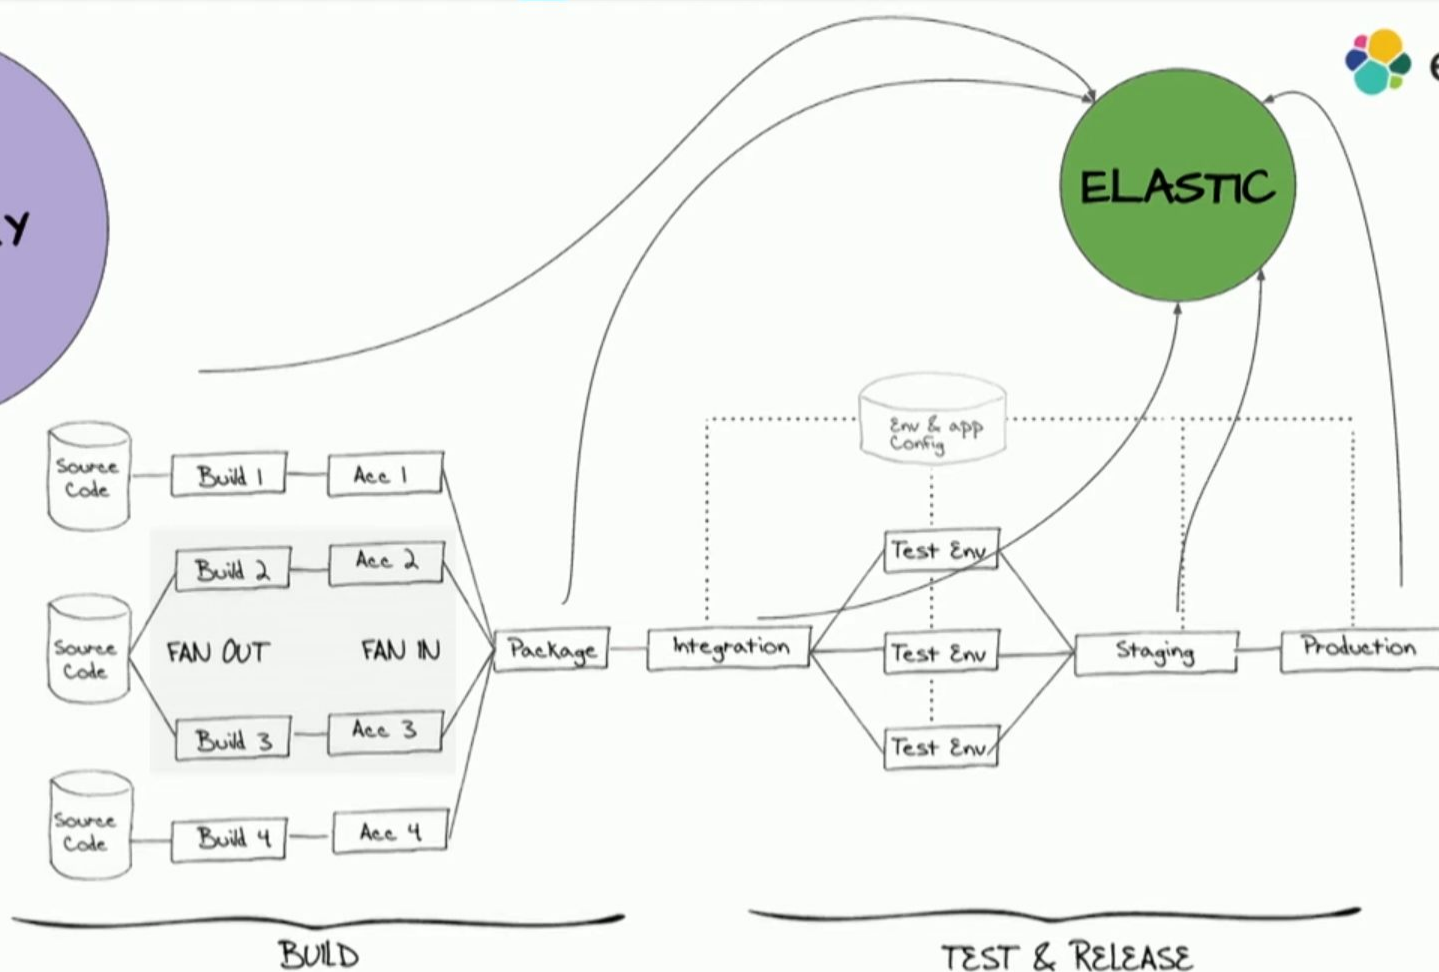 Y
e
ELASTIC
Env & app
Config
Source
Code
Build 1
Acc 1
Build 2
Acc 2
Test Env
Source
Code
FAN OUT
FAN IN
Package
Integration
Test Env
Staging
Production
Build 3
Acc 3
Test Env
Source
Code
Build 4
Acc 4
BUILD
TEST & RELEASE